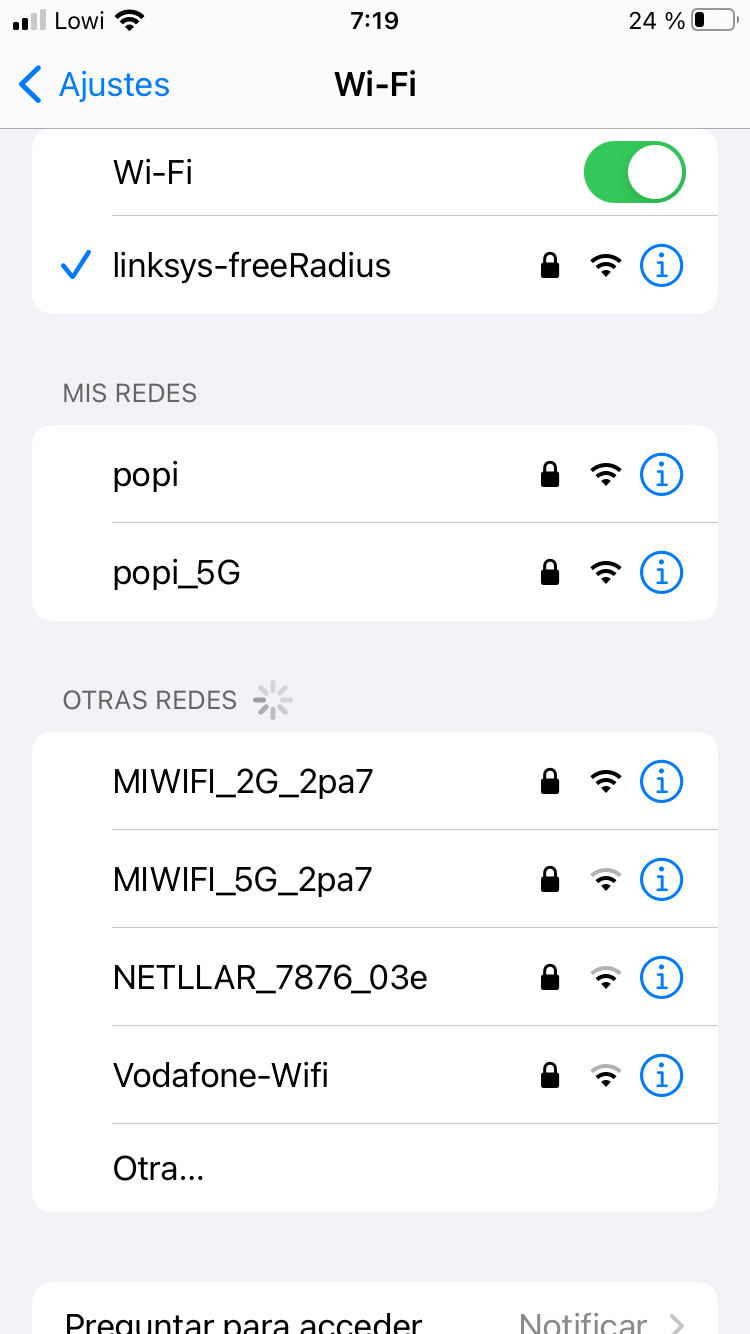 Lowi 7:19 24 %
Ajustes Wi-Fi
Wi-Fi
linksys-freeRadius
MIS REDES
popi
popi_5G
OTRAS REDES
MIWIFI_2G_2pa7
MIWIFI_5G_2pa7
NETLLAR_7876_03e
Vodafone-Wifi
Otra...
Preguntar para acceder Notificar